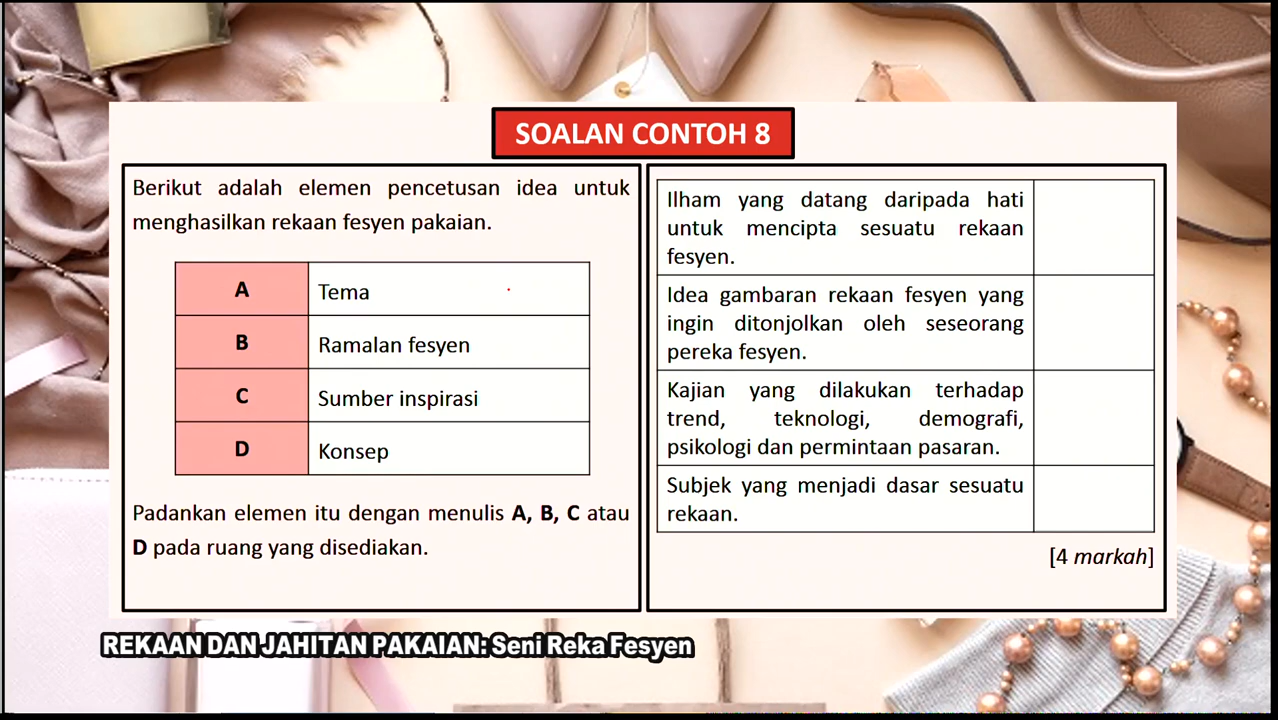 SOALAN CONTOH 8
Berikut adalah elemen pencetusan idea untuk
menghasilkan rekaan fesyen pakaian.
A Tema
B Ramalan fesyen
C Sumber inspirasi
D Konsep
Padankan elemen itu dengan menulis A, B, C atau
D pada ruang yang disediakan.
Ilham yang datang daripada hati
untuk mencipta sesuatu rekaan
fesyen.
Idea gambaran rekaan fesyen yang
ingin ditonjolkan oleh seseorang
pereka fesyen.
Kajian yang dilakukan terhadap
trend, teknologi, demografi,
psikologi dan permintaan pasaran.
Subjek yang menjadi dasar sesuatu
rekaan.
[4 markah]
REKAAN DAN JAHITAN PAKAIAN: Seni Reka Fesyen